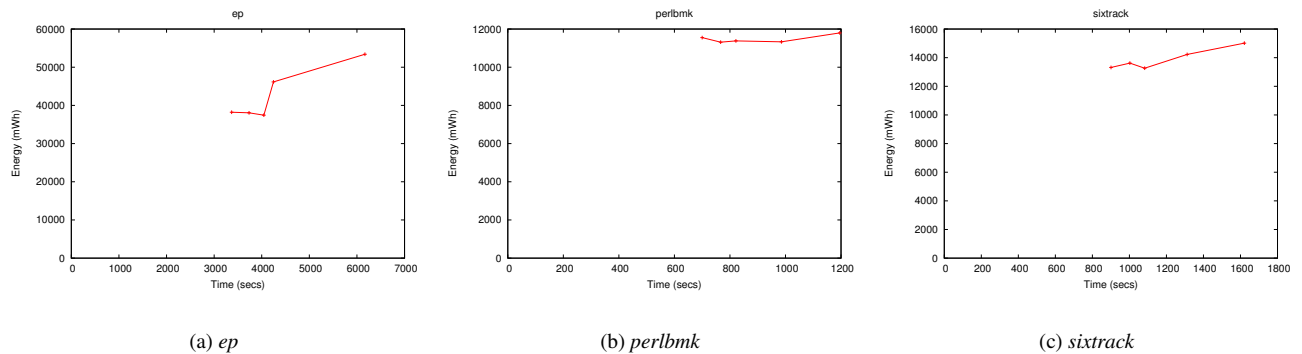 ep
60000
50000
40000
30000
20000
10000
0
Energy (mWh)
0 1000 2000 3000 4000 5000 6000 7000
Time (secs)
(a) ep
perlbmk
12000
10000
8000
6000
4000
2000
0
Energy (mWh)
0 200 400 600 800 1000 1200
Time (secs)
(b) perlbmk
sixtrack
16000
14000
12000
10000
8000
6000
4000
2000
0
Energy (mWh)
0 200 400 600 800 1000 1200 1400 1600 1800
Time (secs)
(c) sixtrack